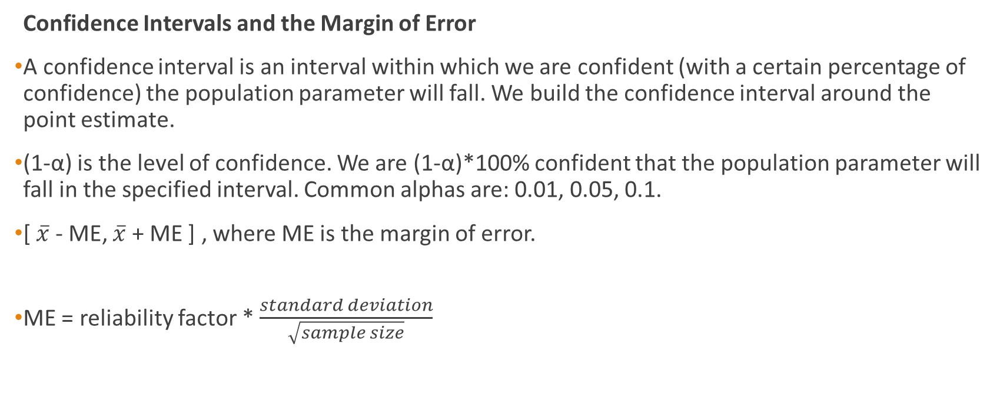 Confidence Intervals and the Margin of Error
•A confidence interval is an interval within which we are confident (with a certain percentage of
confidence) the population parameter will fall. We build the confidence interval around the
point estimate.
•(1-α) is the level of confidence. We are (1-α)*100% confident that the population parameter will
fall in the specified interval. Common alphas are: 0.01, 0.05, 0.1.
•[ x̅ - ME, x̅ + ME ] , where ME is the margin of error.
•ME = reliability factor * standard deviation / √sample size